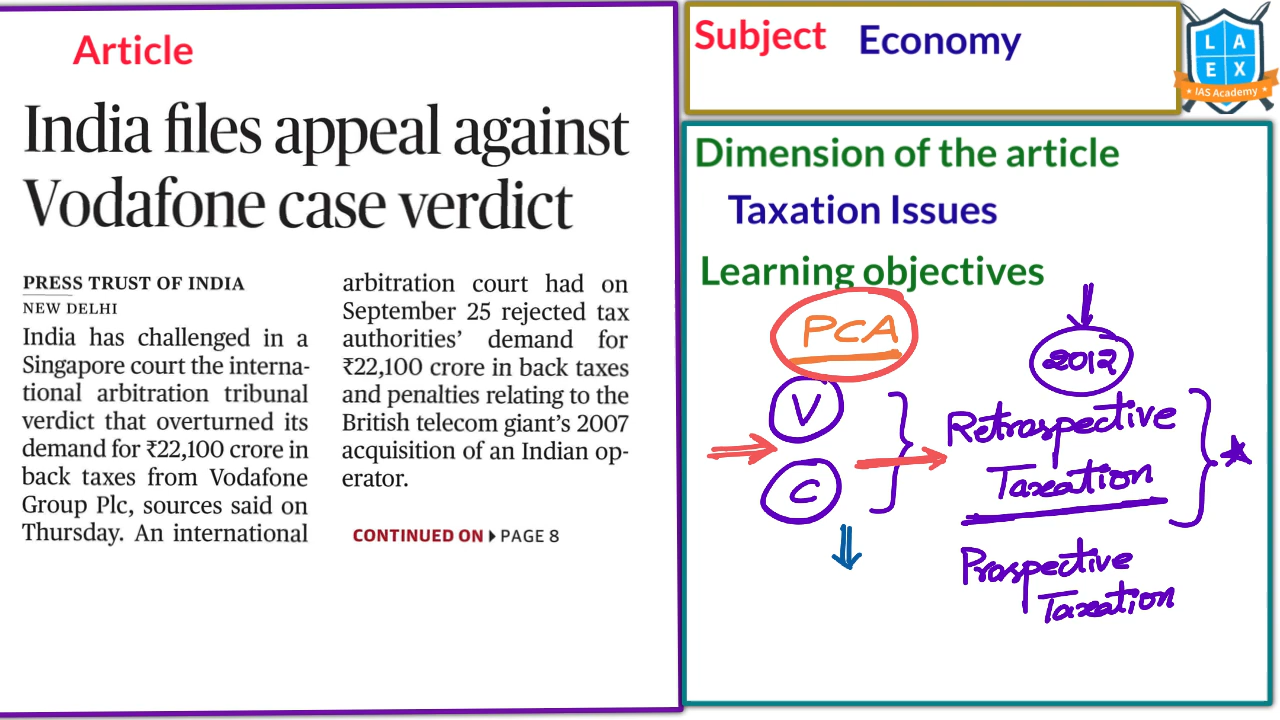 Article
India files appeal against
Vodafone case verdict
PRESS TRUST OF INDIA
NEW DELHI
India has challenged in a
Singapore court the interna-
tional arbitration tribunal
verdict that overturned its
demand for ₹22,100 crore in
back taxes from Vodafone
Group Plc, sources said on
Thursday. An international
arbitration court had on
September 25 rejected tax
authorities’ demand for
₹22,100 crore in back taxes
and penalties relating to the
British telecom giant’s 2007
acquisition of an Indian op-
erator.
CONTINUED ON PAGE 8
Subject Economy
LA
EX
IAS Academy
Dimension of the article
Taxation Issues
Learning objectives
PCA
V
C
2012
Retrospective
Taxation
Prospective
Taxation